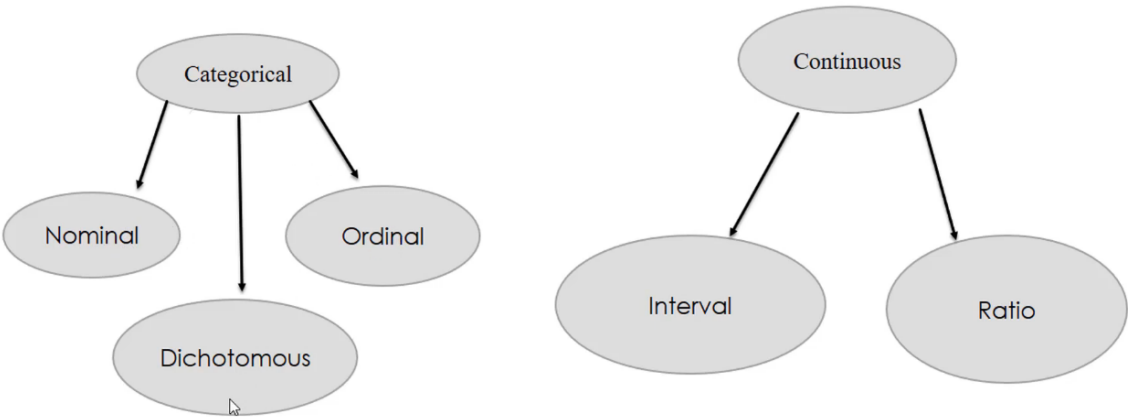 Categorical
Nominal
Ordinal
Dichotomous
Continuous
Interval
Ratio